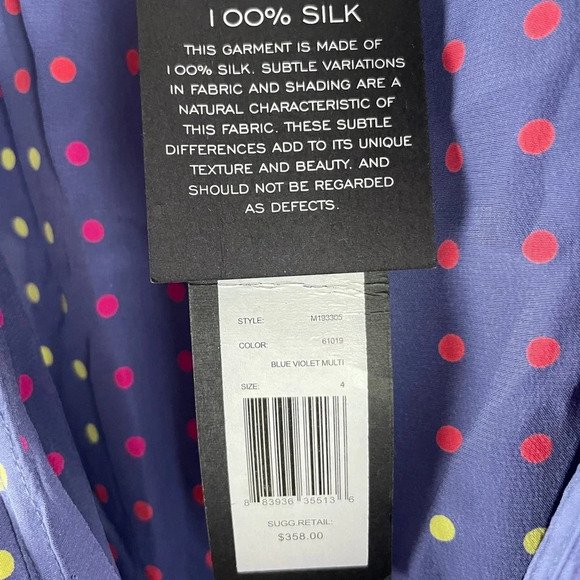 100% SILK
THIS GARMENT IS MADE OF
100% SILK. SUBTLE VARIATIONS
IN FABRIC AND SHADING ARE A
NATURAL CHARACTERISTIC OF
THIS FABRIC. THESE SUBTLE
DIFFERENCES ADD TO ITS UNIQUE
TEXTURE AND BEAUTY. AND
SHOULD NOT BE REGARDED
AS DEFECTS.
STYLE: M193305
COLOR: 61019
BLUE VIOLET MULTI
SIZE: 4
8 83936 35513 6
SUGG.RETAIL:
$358.00